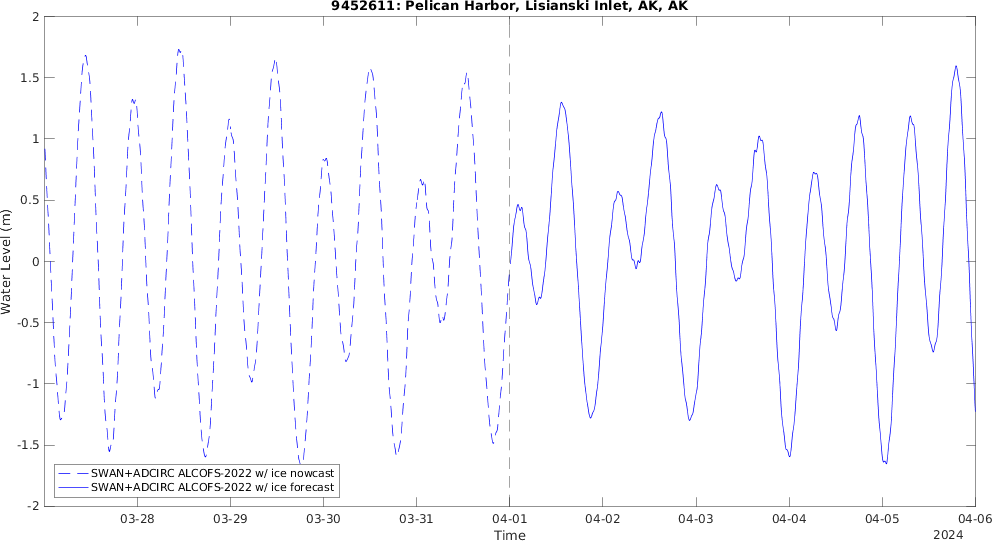 9452611: Pelican Harbor, Lisianski Inlet, AK, AK
Water Level (m)
2
1.5
1
0.5
0
-0.5
-1
-1.5
-2
SWAN+ADCIRC ALCOFS-2022 w/ ice nowcast
SWAN+ADCIRC ALCOFS-2022 w/ ice forecast
03-28 03-29 03-30 03-31 04-01 04-02 04-03 04-04 04-05 04-06
Time
2024